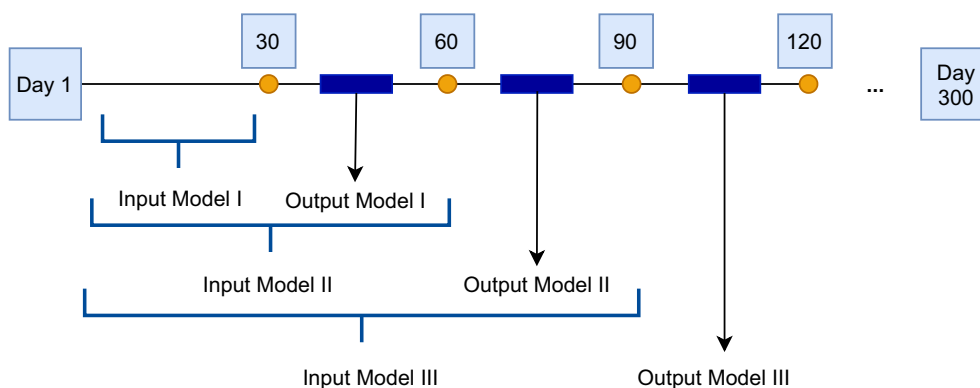 Day 1
30
60
90
120
...
Day
300
Input Model I
Output Model I
Input Model II
Output Model II
Input Model III
Output Model III